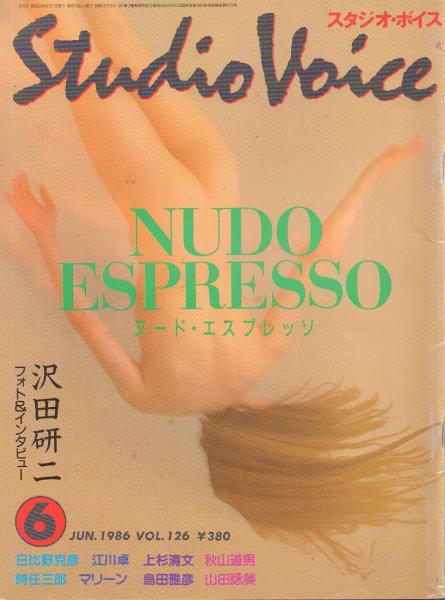 スタジオ・ボイス
Studio Voice
NUDO
ESPRESSO
ヌード・エスプレッソ
沢田研二
フォト&インタビュー
6
JUN. 1986 VOL. 126 ¥380
日比野克彦 江川卓 上杉清文 秋山道男
時任三郎 マリーン 島田雅彦 山田詠美